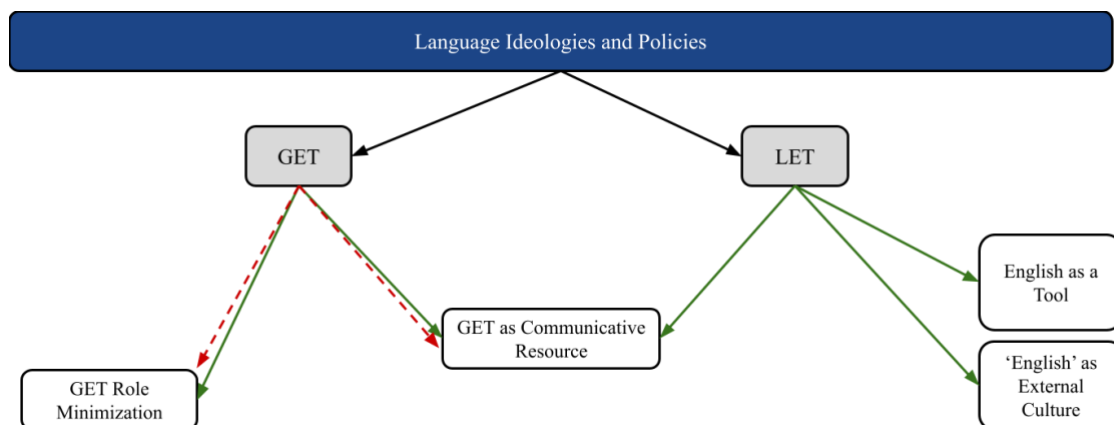 Language Ideologies and Policies
GET
LET
English as a
Tool
GET as Communicative
Resource
GET Role
Minimization
‘English’ as
External
Culture